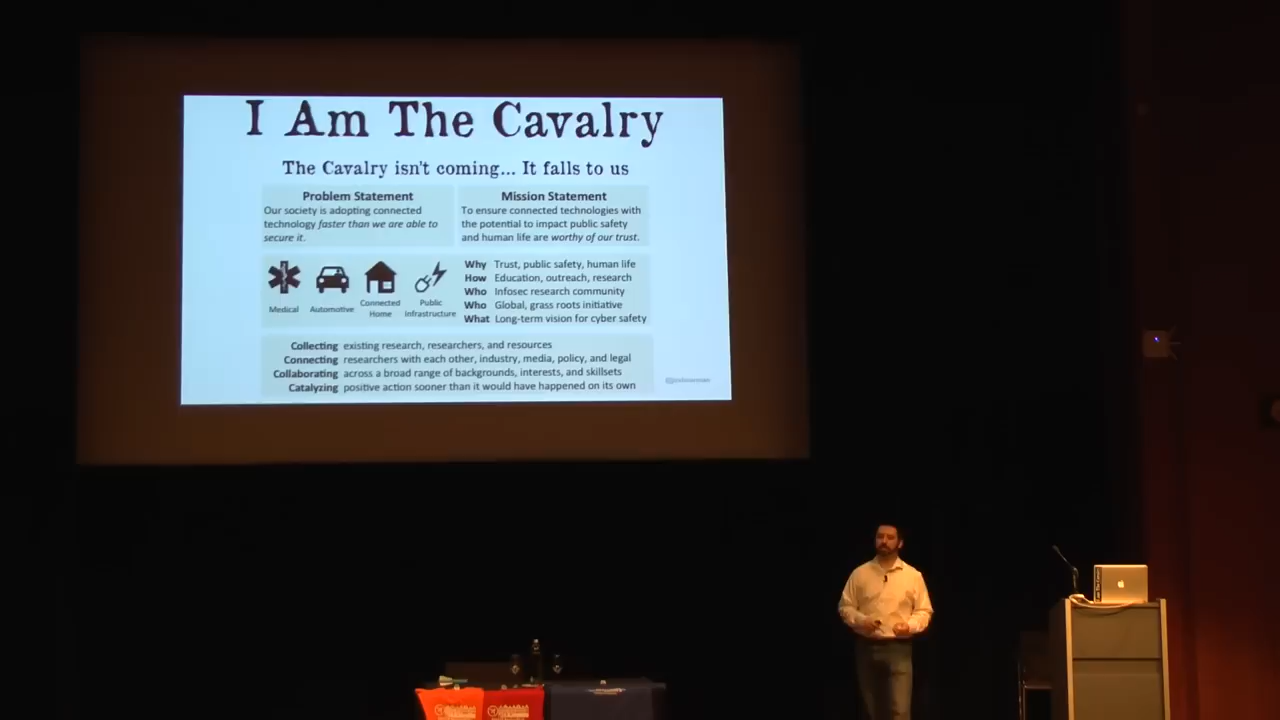 I Am The Cavalry
The Cavalry isn't coming... It falls to us
Problem Statement
Our society is adopting connected
technology faster than we are able to
secure it.
Mission Statement
To ensure connected technologies with
the potential to impact public safety
and human life are worthy of our trust.
Medical
Automotive
Connected
Home
Public
Infrastructure
Why Trust, public safety, human life
How Education, outreach, research
Who Infosec research community
Who Global, grass roots initiative
What Long-term vision for cyber safety
Collecting existing research, researchers, and resources
Connecting researchers with each other, industry, media, policy, and legal
Collaborating across a broad range of backgrounds, interests, and skillsets
Catalyzing positive action sooner than it would have happened on its own